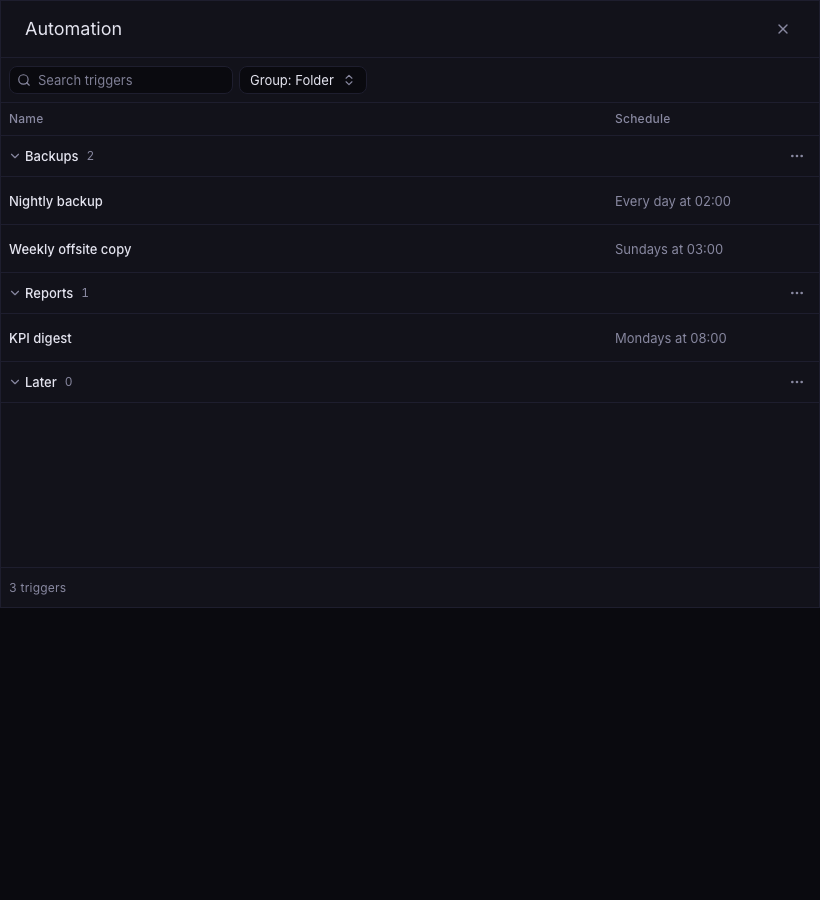 Automation
Search triggers
Group: Folder
Name Schedule
Backups 2
Nightly backup Every day at 02:00
Weekly offsite copy Sundays at 03:00
Reports 1
KPI digest Mondays at 08:00
Later 0
3 triggers